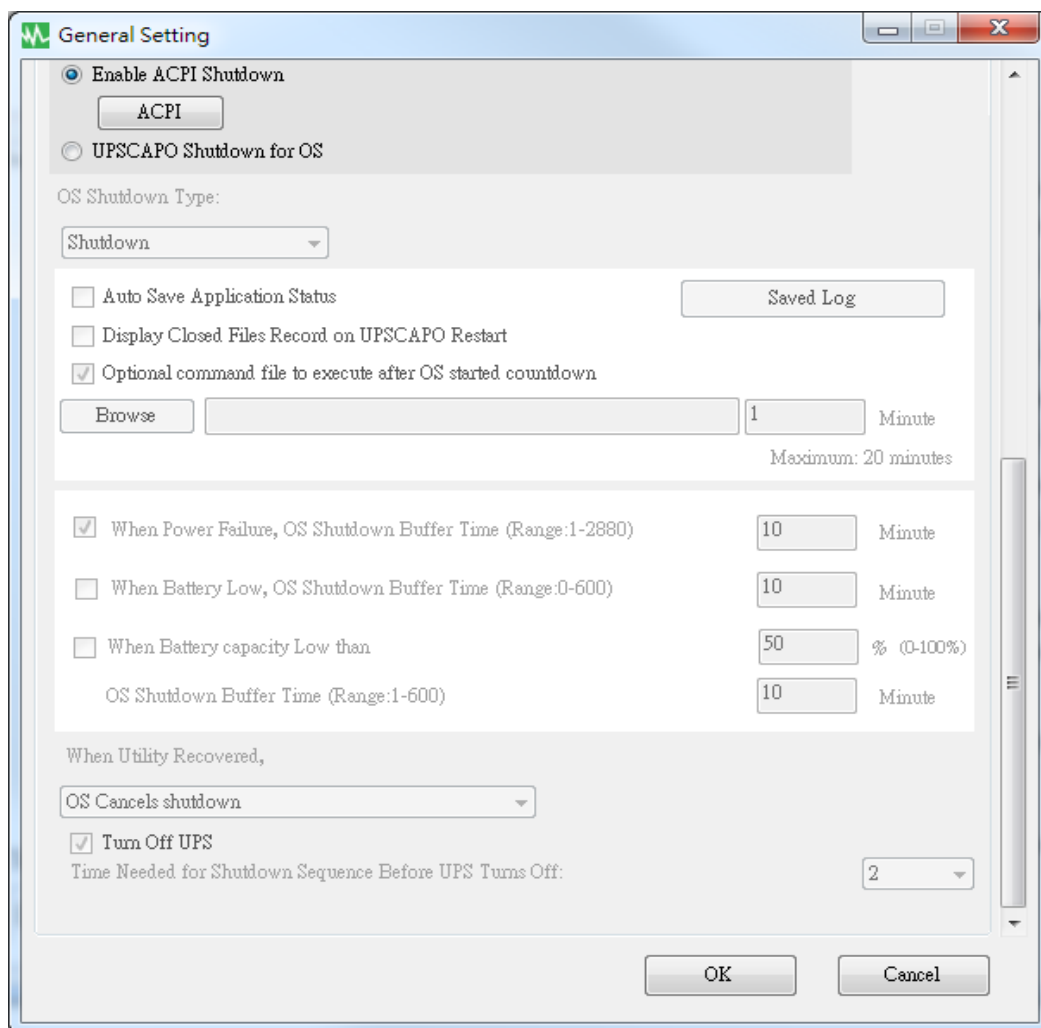 General Setting
Enable ACPI Shutdown
ACPI
UPSCAPO Shutdown for OS
OS Shutdown Type:
Shutdown
Auto Save Application Status
Saved Log
Display Closed Files Record on UPSCAPO Restart
Optional command file to execute after OS started countdown
Browse 1 Minute
Maximum: 20 minutes
When Power Failure, OS Shutdown Buffer Time (Range:1-2880) 10 Minute
When Battery Low, OS Shutdown Buffer Time (Range:0-600) 10 Minute
When Battery capacity Low than 50 % (0-100%)
OS Shutdown Buffer Time (Range:1-600) 10 Minute
When Utility Recovered,
OS Cancels shutdown
Turn Off UPS
Time Needed for Shutdown Sequence Before UPS Turns Off: 2
OK Cancel